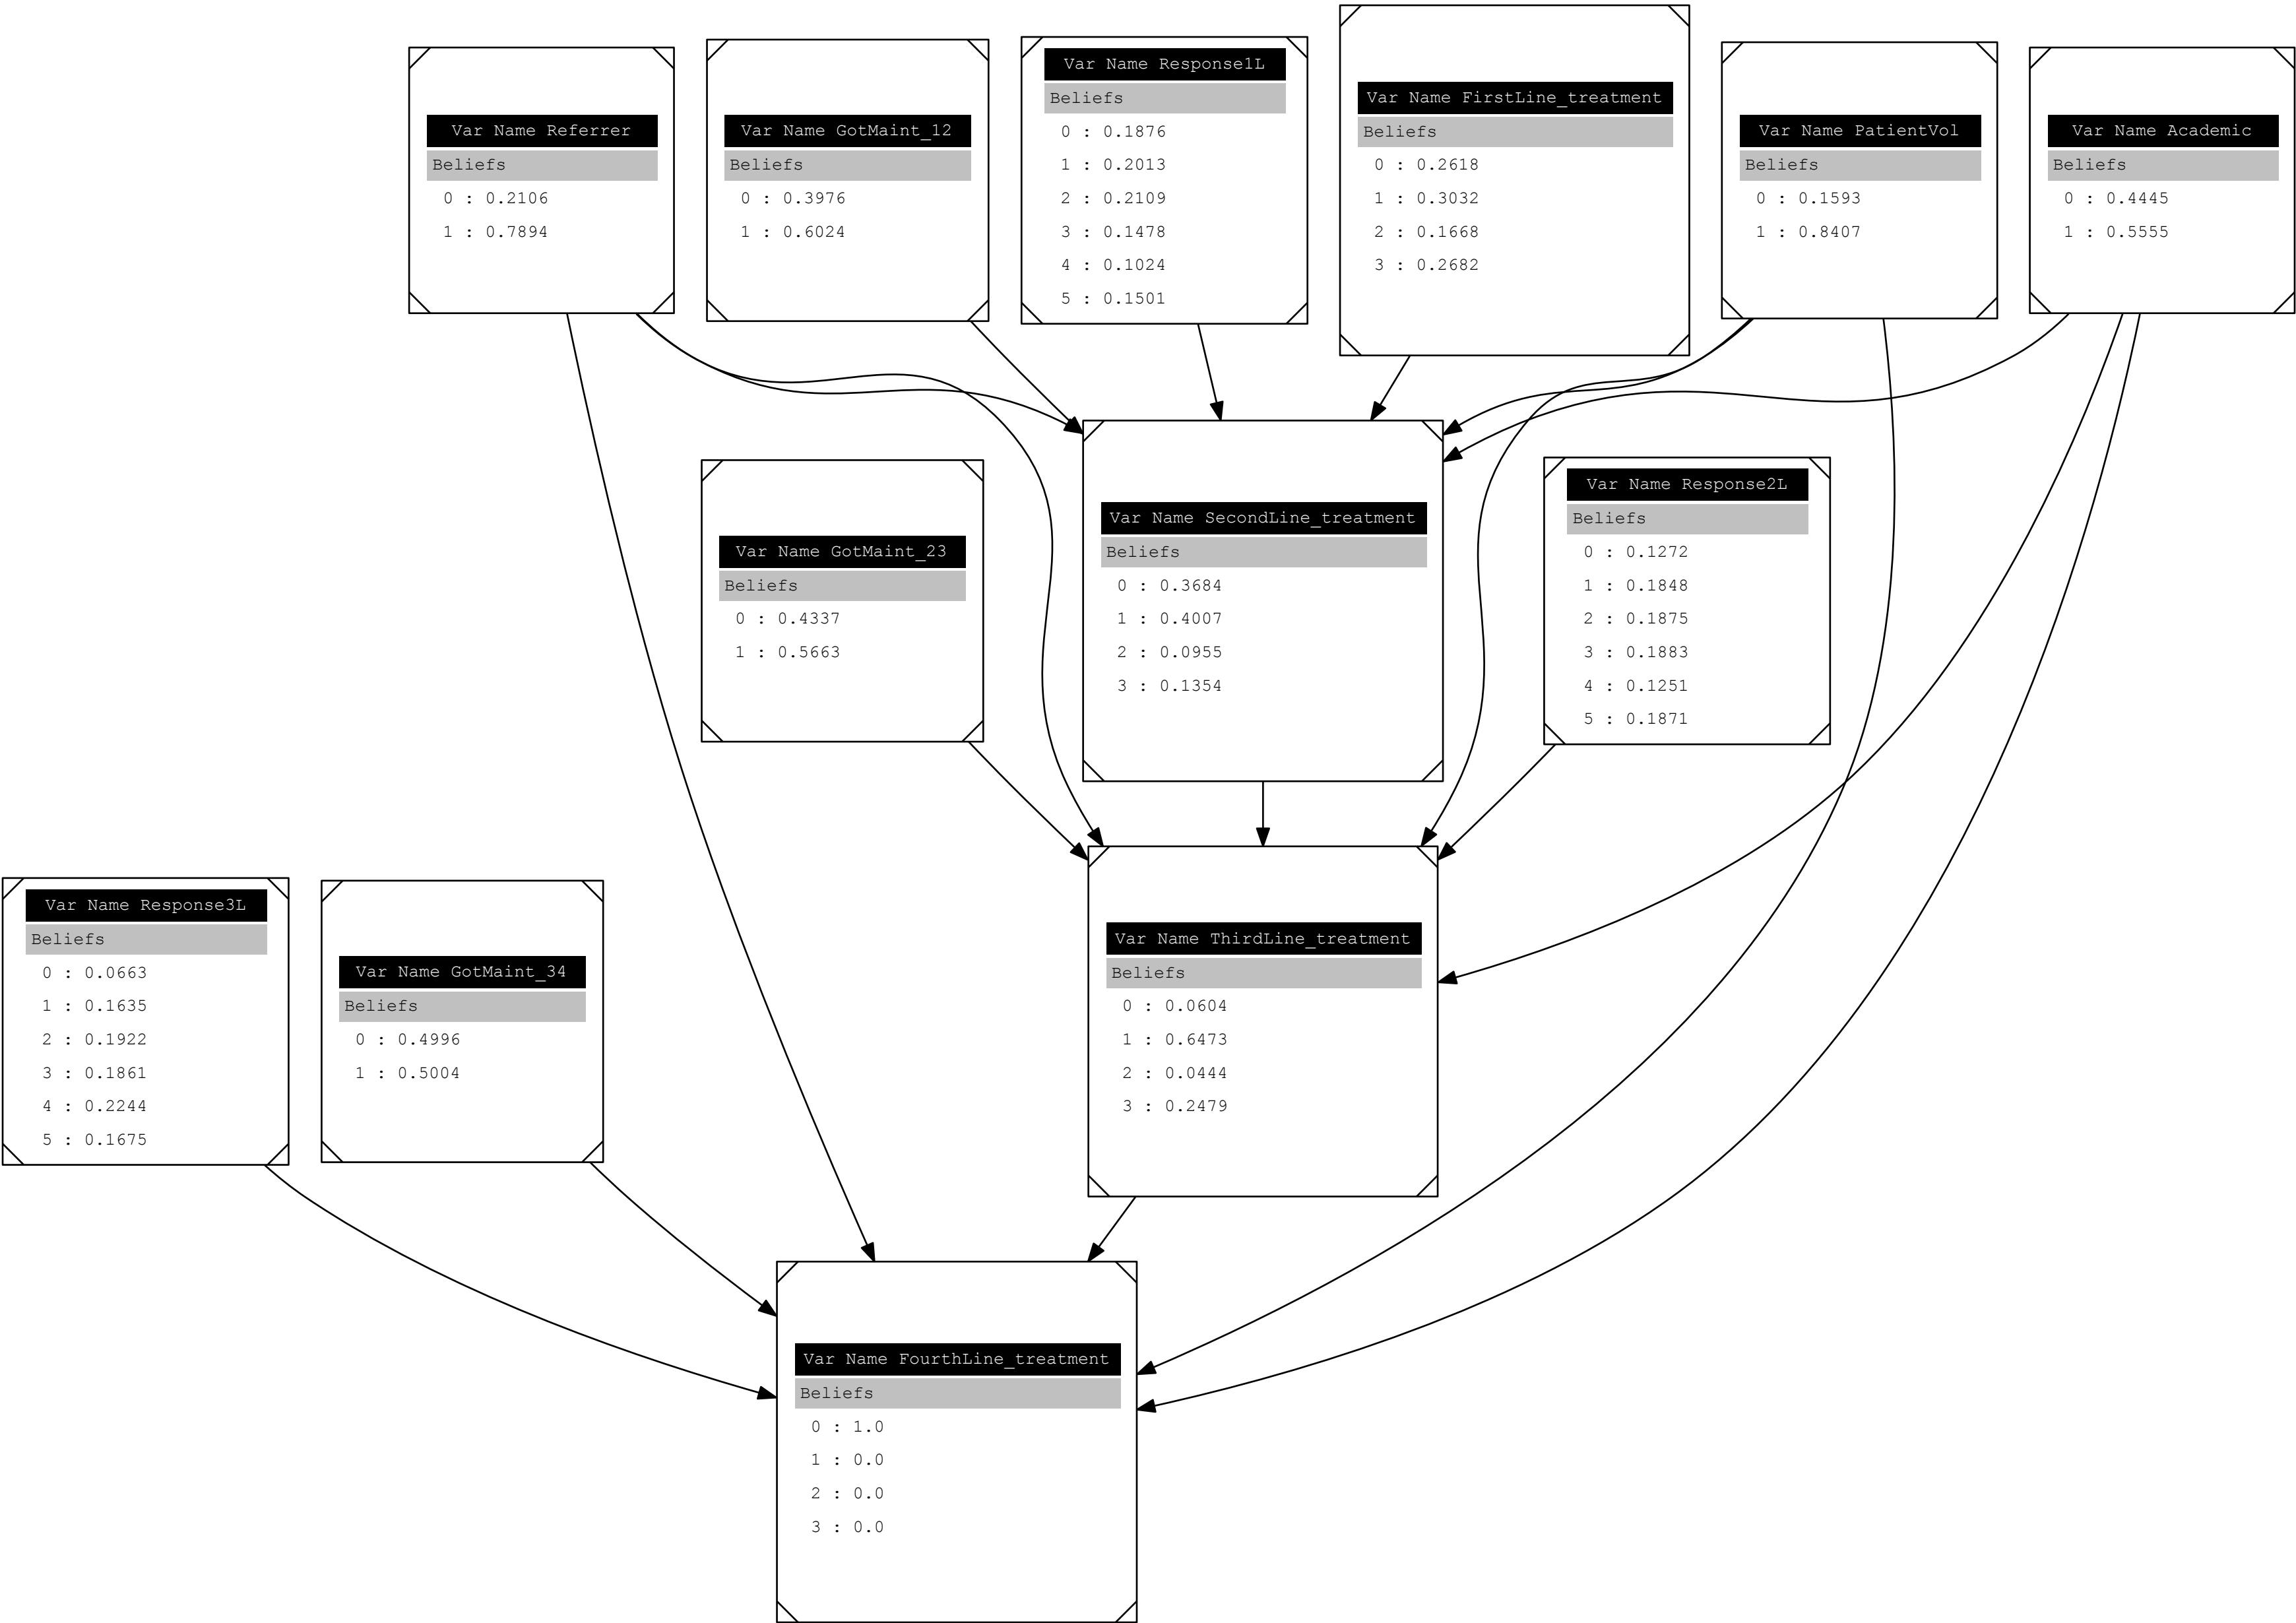 Var Name Referrer
Beliefs
0 : 0.2106
1 : 0.7894
Var Name GotMaint_12
Beliefs
0 : 0.3976
1 : 0.6024
Var Name Response1L
Beliefs
0 : 0.1876
1 : 0.2013
2 : 0.2109
3 : 0.1478
4 : 0.1024
5 : 0.1501
Var Name FirstLine_treatment
Beliefs
0 : 0.2618
1 : 0.3032
2 : 0.1668
3 : 0.2682
Var Name PatientVol
Beliefs
0 : 0.1593
1 : 0.8407
Var Name Academic
Beliefs
0 : 0.4445
1 : 0.5555
Var Name GotMaint_23
Beliefs
0 : 0.4337
1 : 0.5663
Var Name SecondLine_treatment
Beliefs
0 : 0.3684
1 : 0.4007
2 : 0.0955
3 : 0.1354
Var Name Response2L
Beliefs
0 : 0.1272
1 : 0.1848
2 : 0.1875
3 : 0.1883
4 : 0.1251
5 : 0.1871
Var Name Response3L
Beliefs
0 : 0.0663
1 : 0.1635
2 : 0.1922
3 : 0.1861
4 : 0.2244
5 : 0.1675
Var Name GotMaint_34
Beliefs
0 : 0.4996
1 : 0.5004
Var Name ThirdLine_treatment
Beliefs
0 : 0.0604
1 : 0.6473
2 : 0.0444
3 : 0.2479
Var Name FourthLine_treatment
Beliefs
0 : 1.0
1 : 0.0
2 : 0.0
3 : 0.0